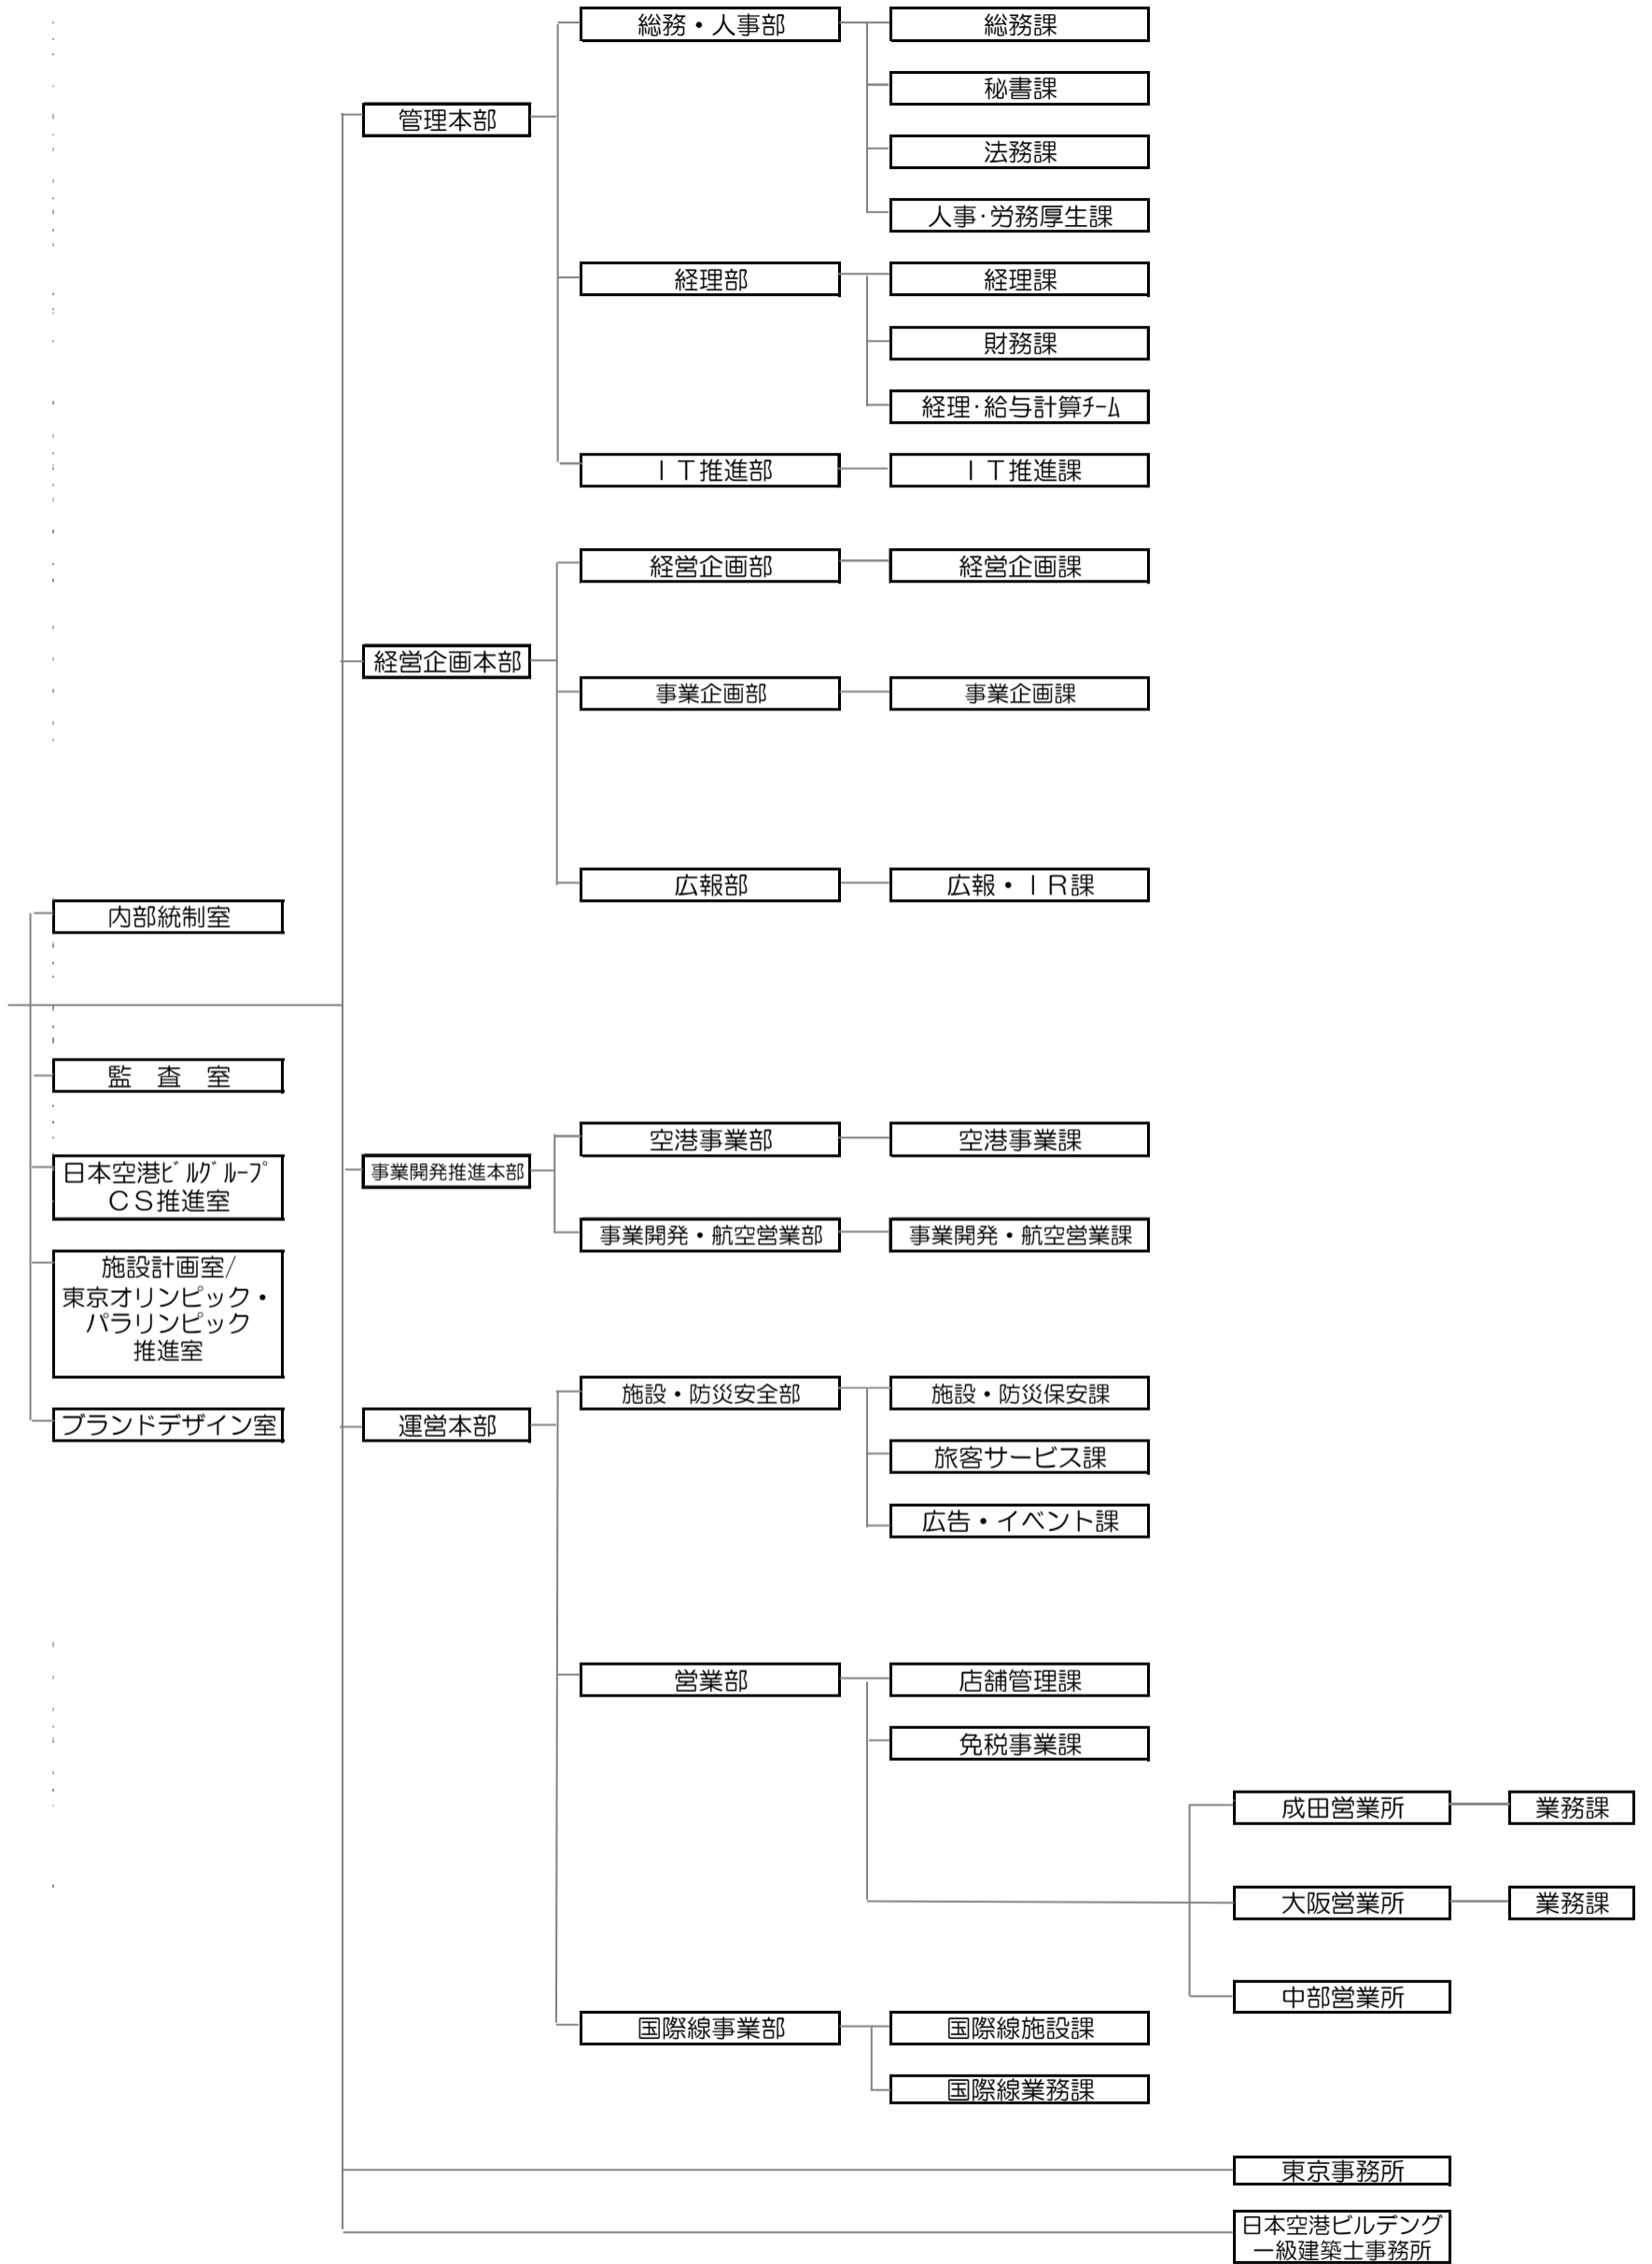 総務・人事部
総務課
秘書課
管理本部
法務課
人事・労務厚生課
経理部
経理課
財務課
経理・給与計算ﾁｰﾑ
ＩＴ推進部
ＩＴ推進課
経営企画部
経営企画課
経営企画本部
事業企画部
事業企画課
広報部
広報・ＩＲ課
内部統制室
監　査　室
空港事業部
空港事業課
日本空港ﾋﾞﾙｸﾞﾙｰﾌﾟ
ＣＳ推進室
事業開発推進本部
事業開発・航空営業部
事業開発・航空営業課
施設計画室/
東京オリンピック・
パラリンピック
推進室
施設・防災安全部
施設・防災保安課
ブランドデザイン室
運営本部
旅客サービス課
広告・イベント課
営業部
店舗管理課
免税事業課
成田営業所
業務課
大阪営業所
業務課
中部営業所
国際線事業部
国際線施設課
国際線業務課
東京事務所
日本空港ビルデング
一級建築士事務所